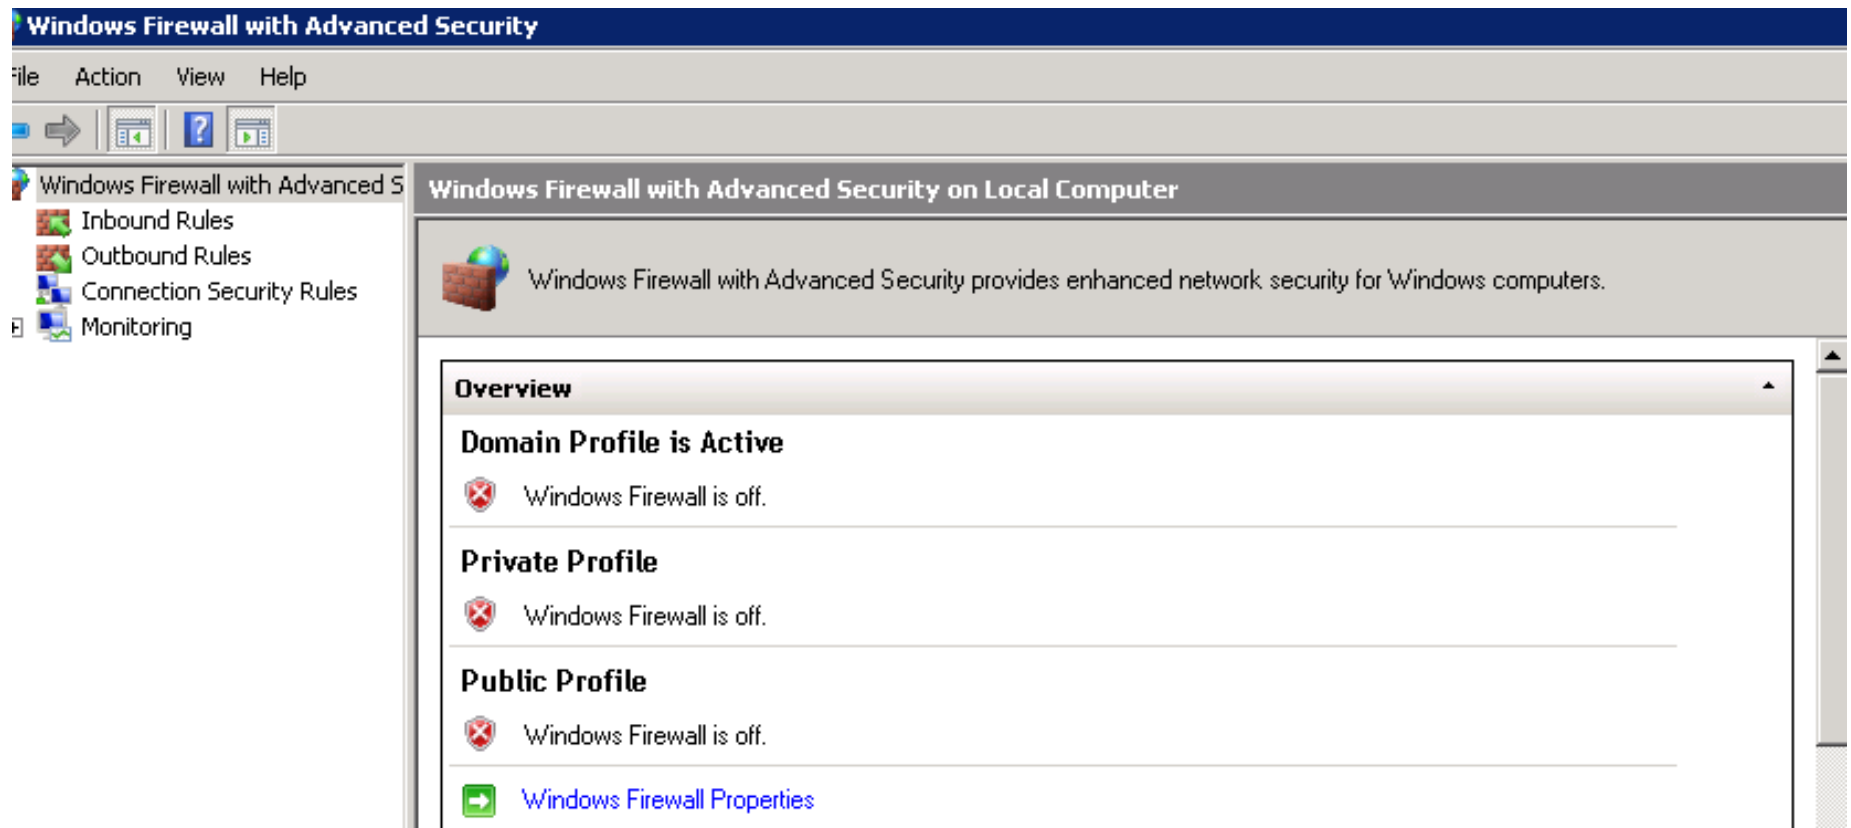 Windows Firewall with Advanced Security
File Action View Help
Windows Firewall with Advanced S
Inbound Rules
Outbound Rules
Connection Security Rules
Monitoring
Windows Firewall with Advanced Security on Local Computer
Windows Firewall with Advanced Security provides enhanced network security for Windows computers.
Overview
Domain Profile is Active
Windows Firewall is off.
Private Profile
Windows Firewall is off.
Public Profile
Windows Firewall is off.
Windows Firewall Properties